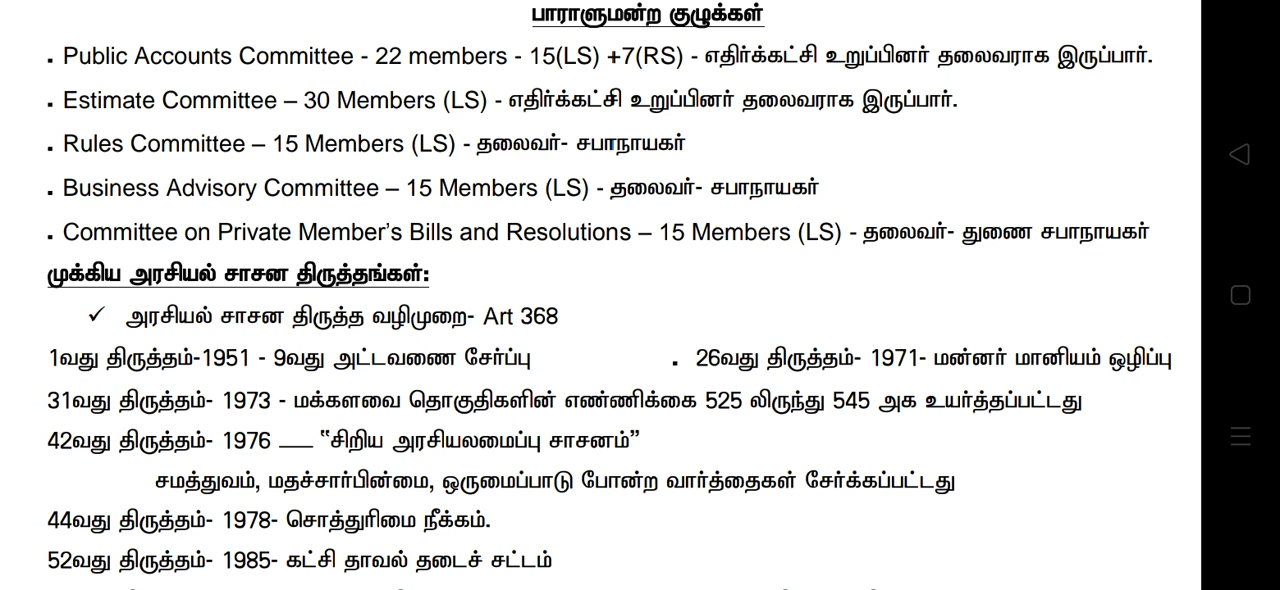 பாராளுமன்ற குழுக்கள்
. Public Accounts Committee - 22 members - 15(LS) +7(RS) - எதிர்க்கட்சி உறுப்பினர் தலைவராக இருப்பார்.
. Estimate Committee – 30 Members (LS) - எதிர்க்கட்சி உறுப்பினர் தலைவராக இருப்பார்.
. Rules Committee – 15 Members (LS) - தலைவர்- சபாநாயகர்
. Business Advisory Committee – 15 Members (LS) - தலைவர்- சபாநாயகர்
. Committee on Private Member's Bills and Resolutions – 15 Members (LS) - தலைவர்- துணை சபாநாயகர்
முக்கிய அரசியல் சாசன திருத்தங்கள்:
✓ அரசியல் சாசன திருத்த வழிமுறை- Art 368
1வது திருத்தம்-1951 - 9வது அட்டவணை சேர்ப்பு . 26வது திருத்தம்- 1971- மன்னர் மானியம் ஒழிப்பு
31வது திருத்தம்- 1973 - மக்களவை தொகுதிகளின் எண்ணிக்கை 525 லிருந்து 545 அக உயர்த்தப்பட்டது
42வது திருத்தம்- 1976 ___ “சிறிய அரசியலமைப்பு சாசனம்”
சமத்துவம், மதச்சார்பின்மை, ஒருமைப்பாடு போன்ற வார்த்தைகள் சேர்க்கப்பட்டது
44வது திருத்தம்- 1978- சொத்துரிமை நீக்கம்.
52வது திருத்தம்- 1985- கட்சி தாவல் தடைச் சட்டம்